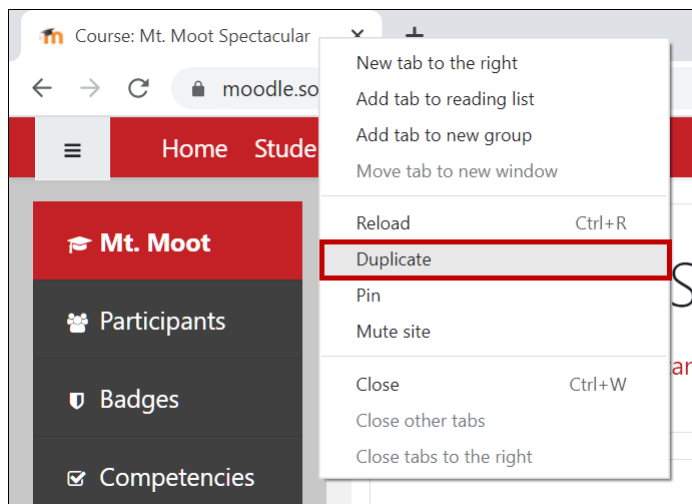 Course: Mt. Moot Spectacular
moodle.so
Home Stude
New tab to the right
Add tab to reading list
Add tab to new group
Move tab to new window
Reload Ctrl+R
Duplicate
Pin
Mute site
Close Ctrl+W
Close other tabs
Close tabs to the right
Mt. Moot
Participants
Badges
Competencies